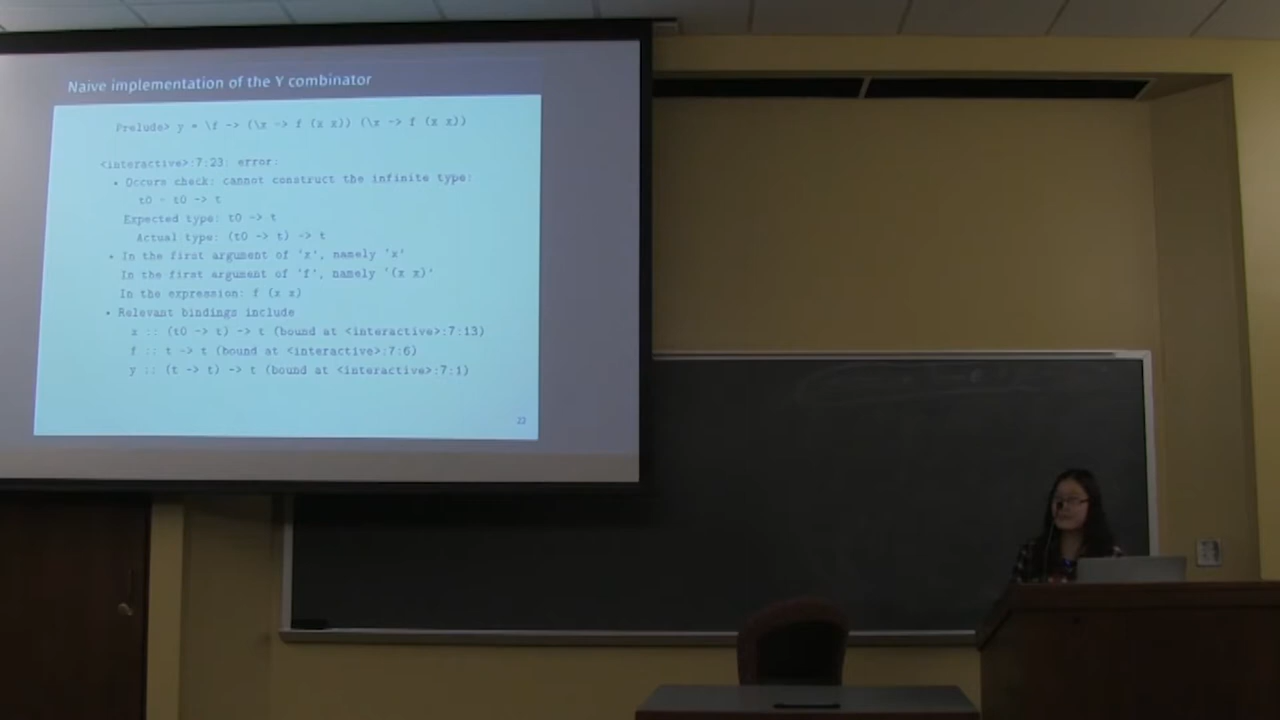 Naive implementation of the Y combinator
Prelude> y = \f -> (\x -> f (x x)) (\x -> f (x x))
<interactive>:7:23: error:
• Occurs check: cannot construct the infinite type:
t0 ~ t0 -> t
Expected type: t0 -> t
Actual type: (t0 -> t) -> t
• In the first argument of 'x', namely 'x'
In the first argument of 'f', namely '(x x)'
In the expression: f (x x)
• Relevant bindings include
x :: (t0 -> t) -> t (bound at <interactive>:7:13)
f :: t -> t (bound at <interactive>:7:6)
y :: (t -> t) -> t (bound at <interactive>:7:1)
22